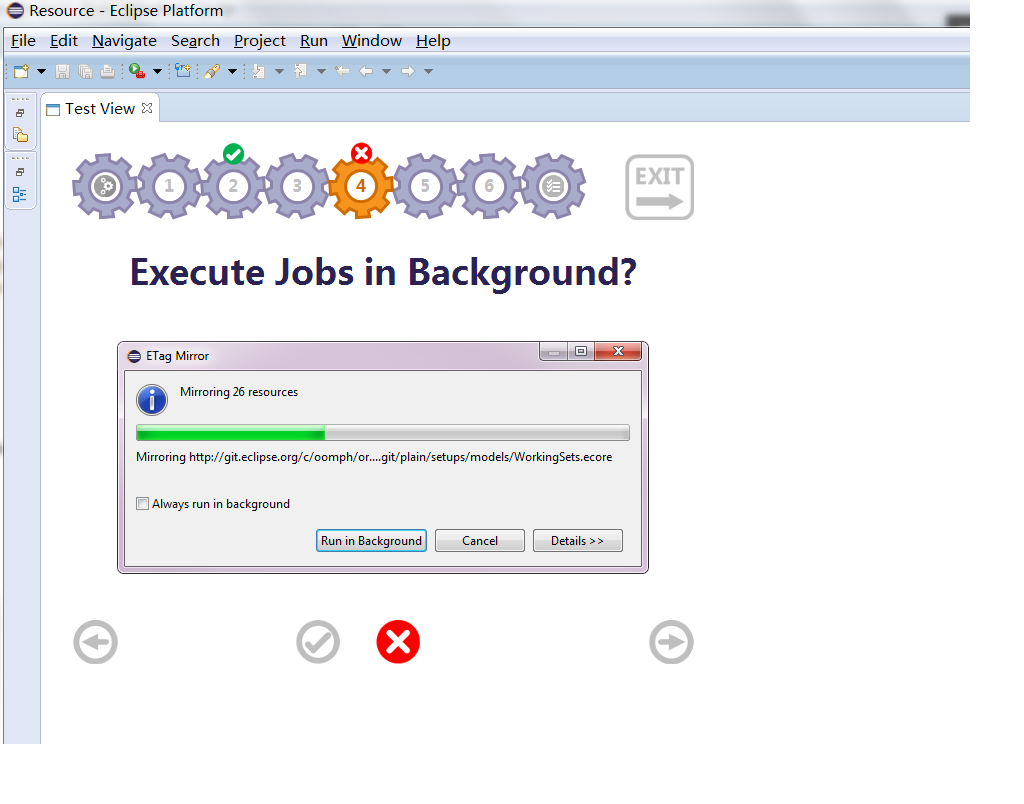 Resource - Eclipse Platform
File Edit Navigate Search Project Run Window Help
Test View
1 2 3 4 5 6
EXIT
Execute Jobs in Background?
ETag Mirror
Mirroring 26 resources
Mirroring http://git.eclipse.org/c/oomph/or....git/plain/setups/models/WorkingSets.ecore
Always run in background
Run in Background Cancel Details >>